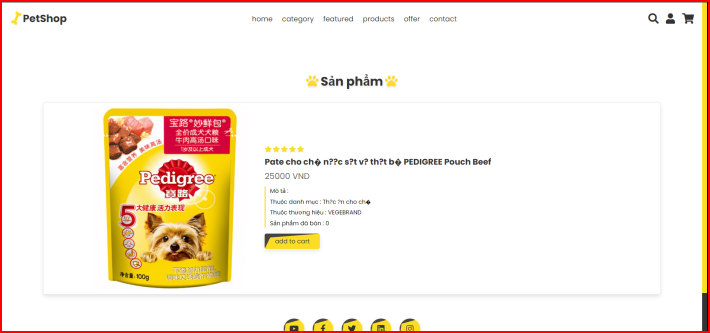 PetShop
home category featured products offer contact
Sản phẩm
宝路®妙鲜包®
全价成犬犬粮
牛肉高汤口味
Pedigree
宝路
5大健康 活力表现
净含量: 100g
Pate cho ch� n??c s?t v? th?t b� PEDIGREE Pouch Beef
25000 VND
Mô tả :
Thuộc danh mục : Th?c ?n cho ch�
Thuộc thương hiệu : VEGEBRAND
Sản phẩm đã bán : 0
add to cart